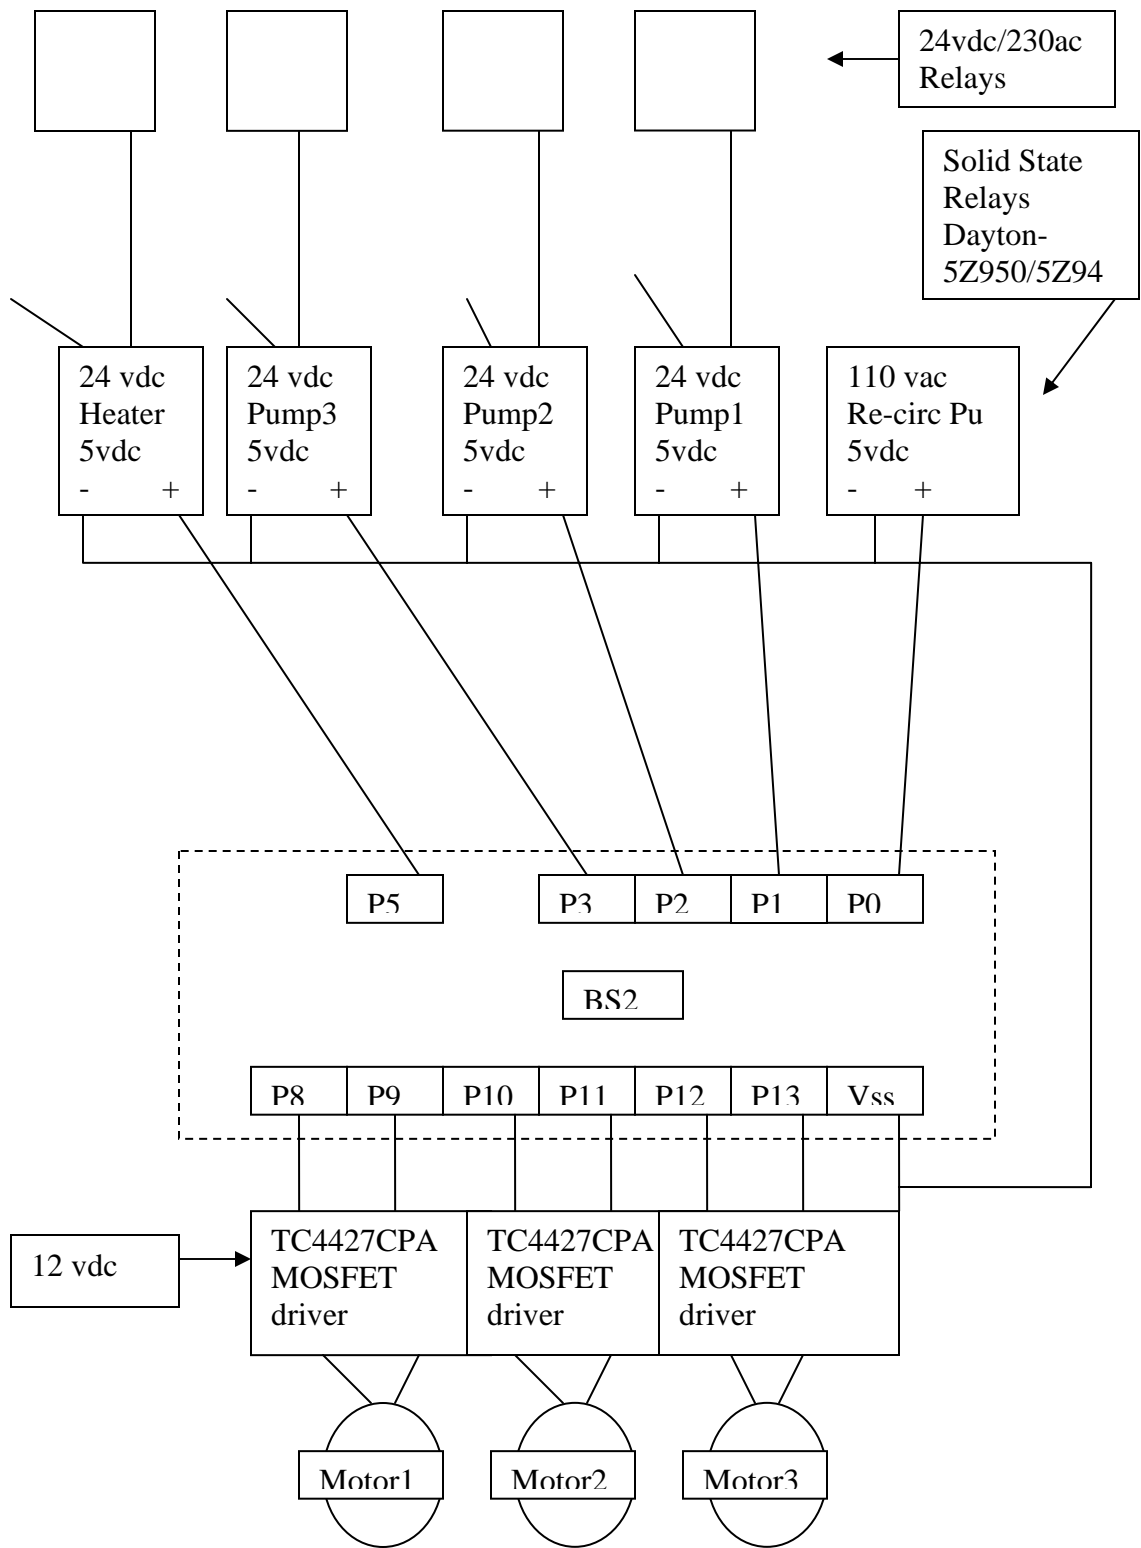 24vdc/230ac
Relays
Solid State
Relays
Dayton-
5Z950/5Z94
24 vdc
Heater
5vdc
- +
24 vdc
Pump3
5vdc
- +
24 vdc
Pump2
5vdc
- +
24 vdc
Pump1
5vdc
- +
110 vac
Re-circ Pu
5vdc
- +
P5
P3
P2
P1
P0
BS2
P8
P9
P10
P11
P12
P13
Vss
12 vdc
TC4427CPA
MOSFET
driver
TC4427CPA
MOSFET
driver
TC4427CPA
MOSFET
driver
Motor1
Motor2
Motor3